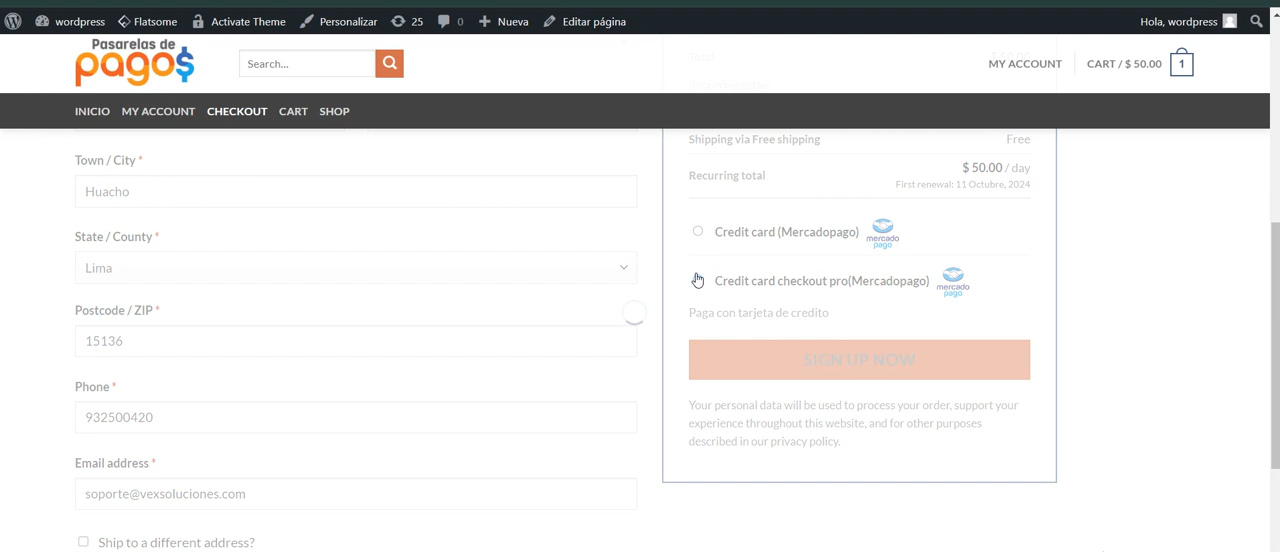 wordpress
Flatsome
Activate Theme
Personalizar
25
0
Nueva
Editar página
Hola, wordpress
Pasarelas de
pago$
Search...
Total
$ 50.00
MY ACCOUNT
CART / $ 50.00
1
INICIO
MY ACCOUNT
CHECKOUT
CART
SHOP
Town / City *
Huacho
State / County *
Lima
Postcode / ZIP *
15136
Phone *
932500420
Email address *
soporte@vexsoluciones.com
Ship to a different address?
Shipping via Free shipping
Free
Recurring total
$ 50.00 / day
First renewal: 11 Octubre, 2024
Credit card (Mercadopago)
mercado
pago
Credit card checkout pro(Mercadopago)
mercado
pago
Paga con tarjeta de credito
SIGN UP NOW
Your personal data will be used to process your order, support your
experience throughout this website, and for other purposes
described in our privacy policy.